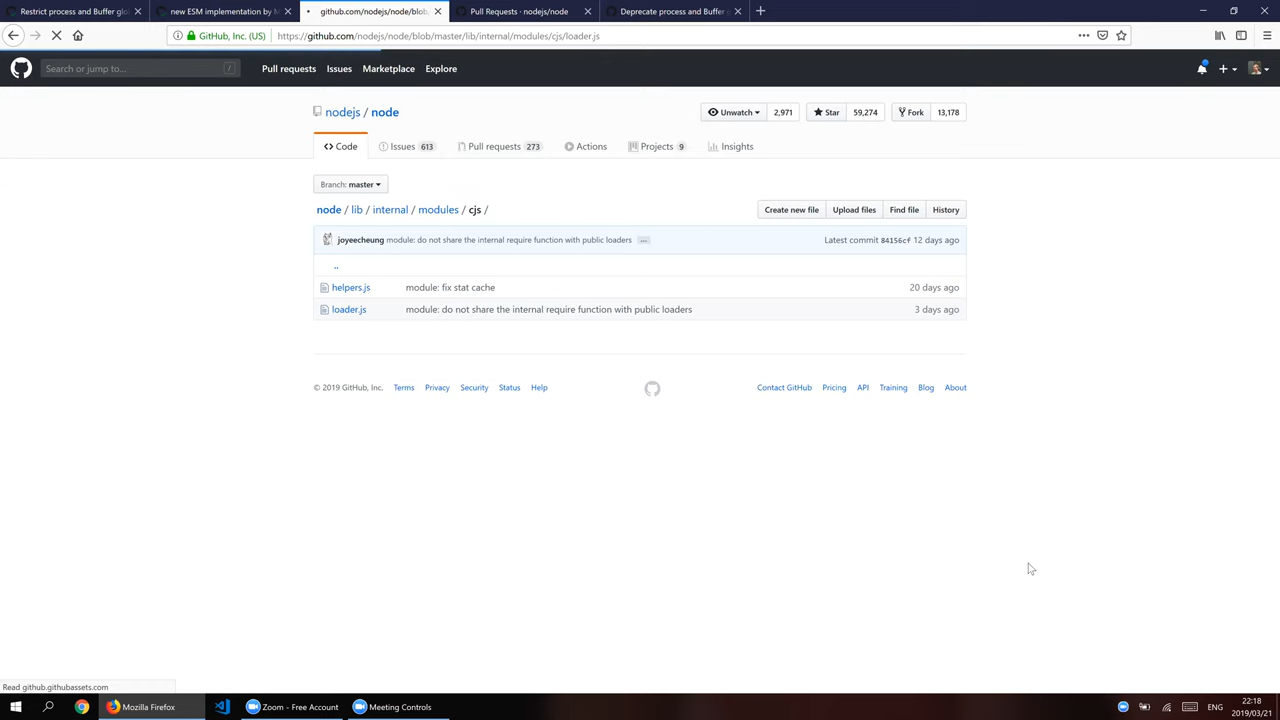 Restrict process and Buffer glo
new ESM implementation by M
github.com/nodejs/node/blob,
Pull Requests · nodejs/node
Deprecate process and Buffer
GitHub, Inc. (US)
https://github.com/nodejs/node/blob/master/lib/internal/modules/cjs/loader.js
Search or jump to...
/
Pull requests
Issues
Marketplace
Explore
nodejs / node
Unwatch
2,971
Star
59,274
Fork
13,178
Code
Issues 613
Pull requests 273
Actions
Projects 9
Insights
Branch: master
node / lib / internal / modules / cjs /
Create new file
Upload files
Find file
History
joyeecheung module: do not share the internal require function with public loaders ...
Latest commit 84156cf 12 days ago
..
helpers.js
module: fix stat cache
20 days ago
loader.js
module: do not share the internal require function with public loaders
3 days ago
© 2019 GitHub, Inc.
Terms
Privacy
Security
Status
Help
Contact GitHub
Pricing
API
Training
Blog
About
Read github.githubassets.com
Mozilla Firefox
Zoom - Free Account
Meeting Controls
ENG
22:18
2019/03/21